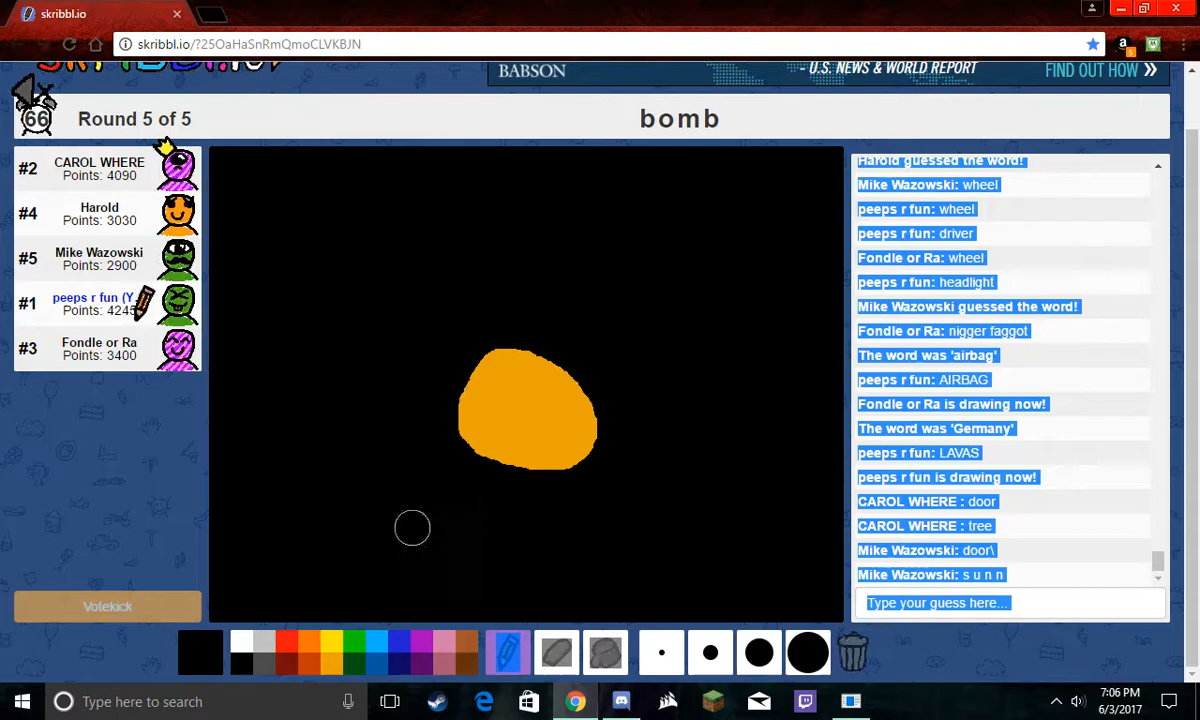 skribbl.io
skribbl.io/?25OaHaSnRmQmoCLVKBJN
BABSON
- U.S. NEWS & WORLD REPORT
FIND OUT HOW »
66
Round 5 of 5
bomb
#2
CAROL WHERE
Points: 4090
#4
Harold
Points: 3030
#5
Mike Wazowski
Points: 2900
#1
peeps r fun (Y
Points: 4245
#3
Fondle or Ra
Points: 3400
Votekick
Harold guessed the word!
Mike Wazowski: wheel
peeps r fun: wheel
peeps r fun: driver
Fondle or Ra: wheel
peeps r fun: headlight
Mike Wazowski guessed the word!
Fondle or Ra: nigger faggot
The word was 'airbag'
peeps r fun: AIRBAG
Fondle or Ra is drawing now!
The word was 'Germany'
peeps r fun: LAVAS
peeps r fun is drawing now!
CAROL WHERE : door
CAROL WHERE : tree
Mike Wazowski: door\
Mike Wazowski: s u n n
Type your guess here...
Type here to search
7:06 PM
6/3/2017